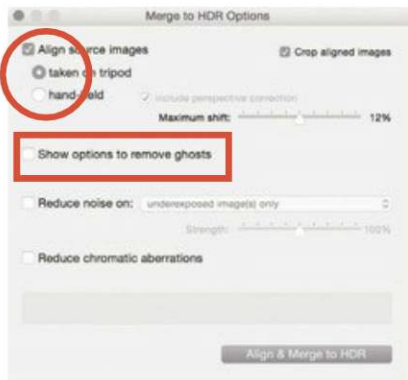 Merge to HDR Options
Align source images
Crop aligned images
taken on tripod
hand-held
include perspective correction
Maximum shift: 12%
Show options to remove ghosts
Reduce noise on: underexposed image(s) only
Strength: 100%
Reduce chromatic aberrations
Align & Merge to HDR